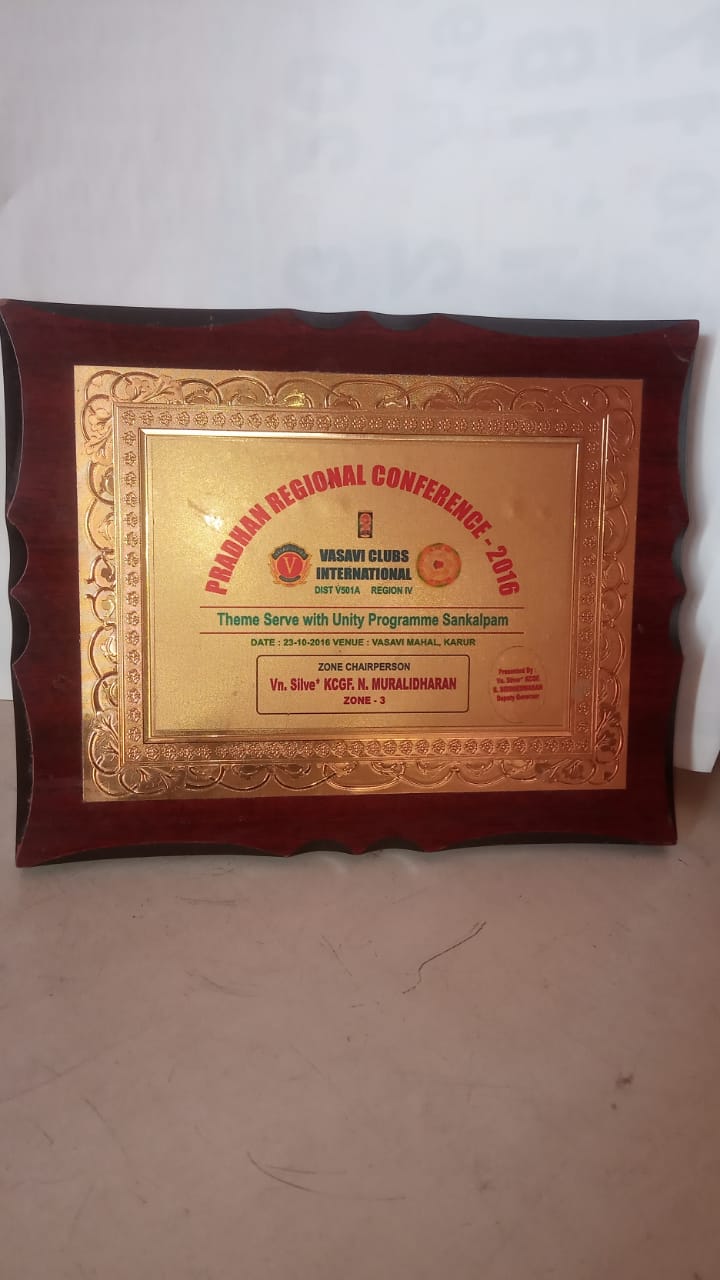 PRADHAN REGIONAL CONFERENCE - 2016
V
VASAVI CLUBS
INTERNATIONAL
DIST V501A REGION IV
Theme Serve with Unity Programme Sankalpam
DATE : 23-10-2016 VENUE : VASAVI MAHAL, KARUR
ZONE CHAIRPERSON
Vn. Silve* KCGF. N. MURALIDHARAN
ZONE - 3
Presented By :
Vn. Silve* KCGF.
Deputy Governor